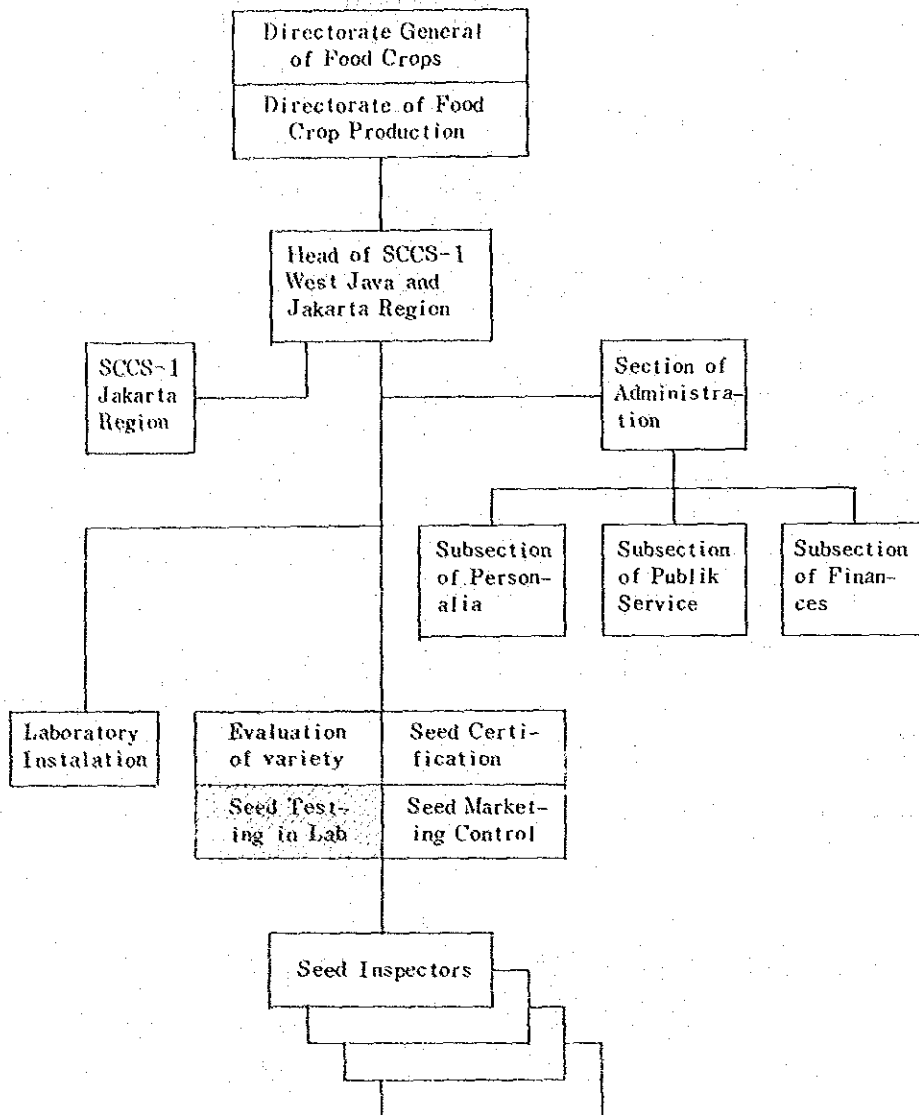 Directorate General
of Food Crops
Directorate of Food
Crop Production
Head of SCCS-1
West Java and
Jakarta Region
SCCS-1
Jakarta
Region
Section of
Administra-
tion
Subsection
of Person-
alia
Subsection
of Publik
Service
Subsection
of Finan-
ces
Laboratory
Instalation
Evaluation
of variety
Seed Certi-
fication
Seed Test-
ing in Lab
Seed Market-
ing Control
Seed Inspectors